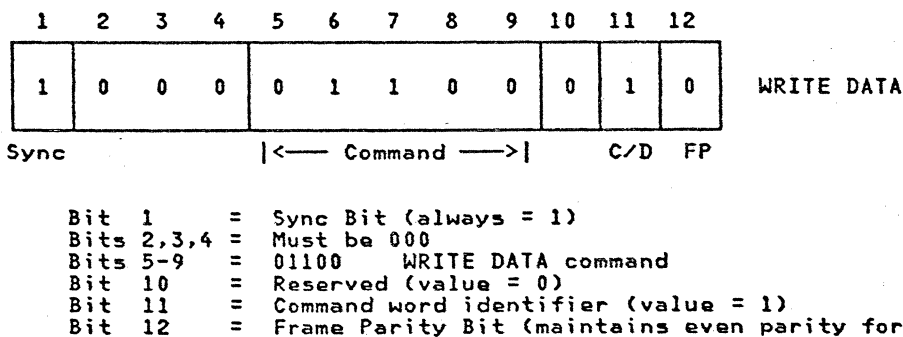 1 2 3 4 5 6 7 8 9 10 11 12
1 0 0 0 0 1 1 0 0 0 1 0 WRITE DATA
Sync |<—— Command ——>| C/D FP
Bit 1 = Sync Bit (always = 1)
Bits 2,3,4 = Must be 000
Bits 5-9 = 01100 WRITE DATA command
Bit 10 = Reserved (value = 0)
Bit 11 = Command word identifier (value = 1)
Bit 12 = Frame Parity Bit (maintains even parity for